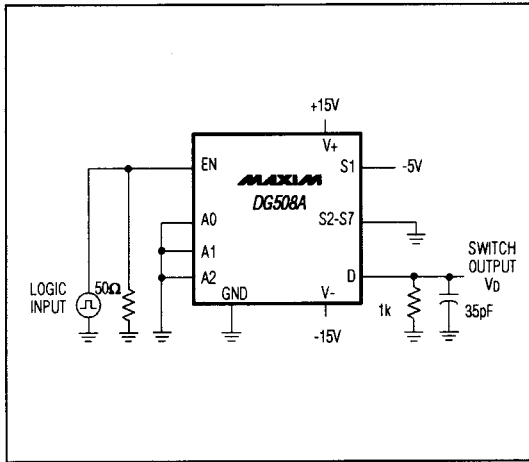 +15V
V+
EN
S1
-5V
MAXIM
DG508A
A0
S2-S7
A1
SWITCH
OUTPUT
VD
A2
D
LOGIC
INPUT
50Ω
GND
V-
1k
35pF
-15V